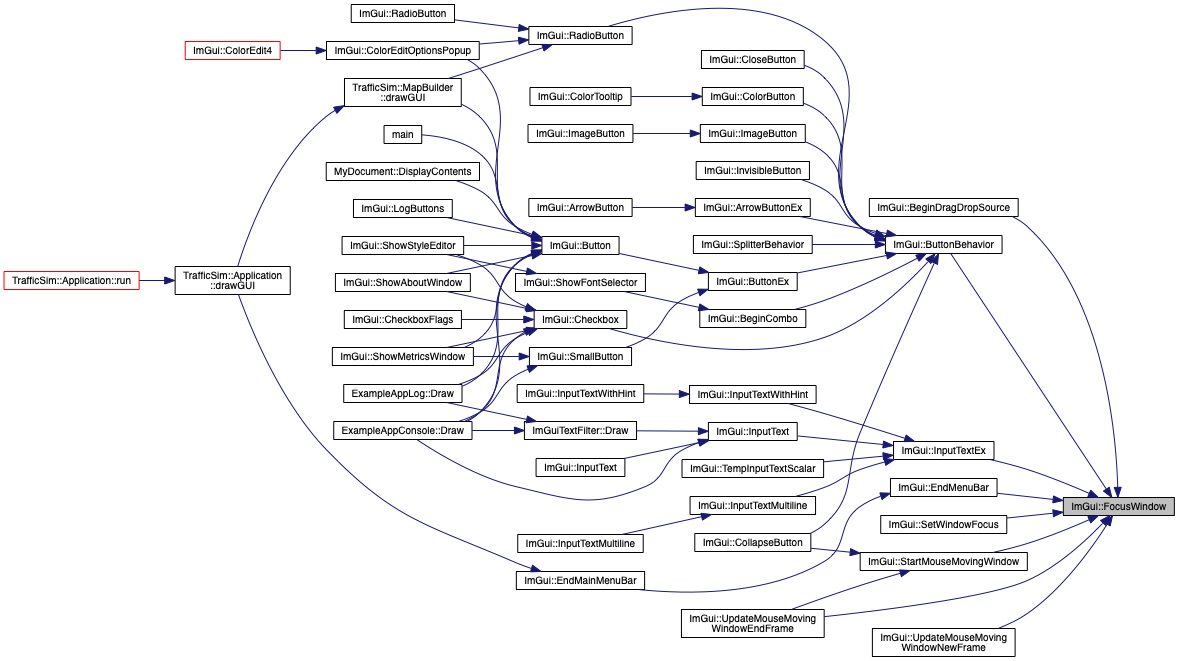 ImGui::RadioButton
ImGui::RadioButton
ImGui::ColorEdit4
ImGui::ColorEditOptionsPopup
ImGui::CloseButton
TrafficSim::MapBuilder
::drawGUI
ImGui::ColorTooltip
ImGui::ColorButton
main
ImGui::ImageButton
ImGui::ImageButton
MyDocument::DisplayContents
ImGui::InvisibleButton
ImGui::LogButtons
ImGui::ArrowButton
ImGui::ArrowButtonEx
ImGui::BeginDragDropSource
ImGui::ShowStyleEditor
ImGui::Button
ImGui::SplitterBehavior
ImGui::ButtonBehavior
TrafficSim::Application::run
TrafficSim::Application
::drawGUI
ImGui::ShowAboutWindow
ImGui::ShowFontSelector
ImGui::ButtonEx
ImGui::CheckboxFlags
ImGui::Checkbox
ImGui::BeginCombo
ImGui::ShowMetricsWindow
ImGui::SmallButton
ExampleAppLog::Draw
ImGui::InputTextWithHint
ImGui::InputTextWithHint
ExampleAppConsole::Draw
ImGuiTextFilter::Draw
ImGui::InputText
ImGui::InputTextEx
ImGui::InputText
ImGui::TempInputTextScalar
ImGui::EndMenuBar
ImGui::InputTextMultiline
ImGui::FocusWindow
ImGui::SetWindowFocus
ImGui::InputTextMultiline
ImGui::CollapseButton
ImGui::StartMouseMovingWindow
ImGui::EndMainMenuBar
ImGui::UpdateMouseMoving
WindowEndFrame
ImGui::UpdateMouseMoving
WindowNewFrame